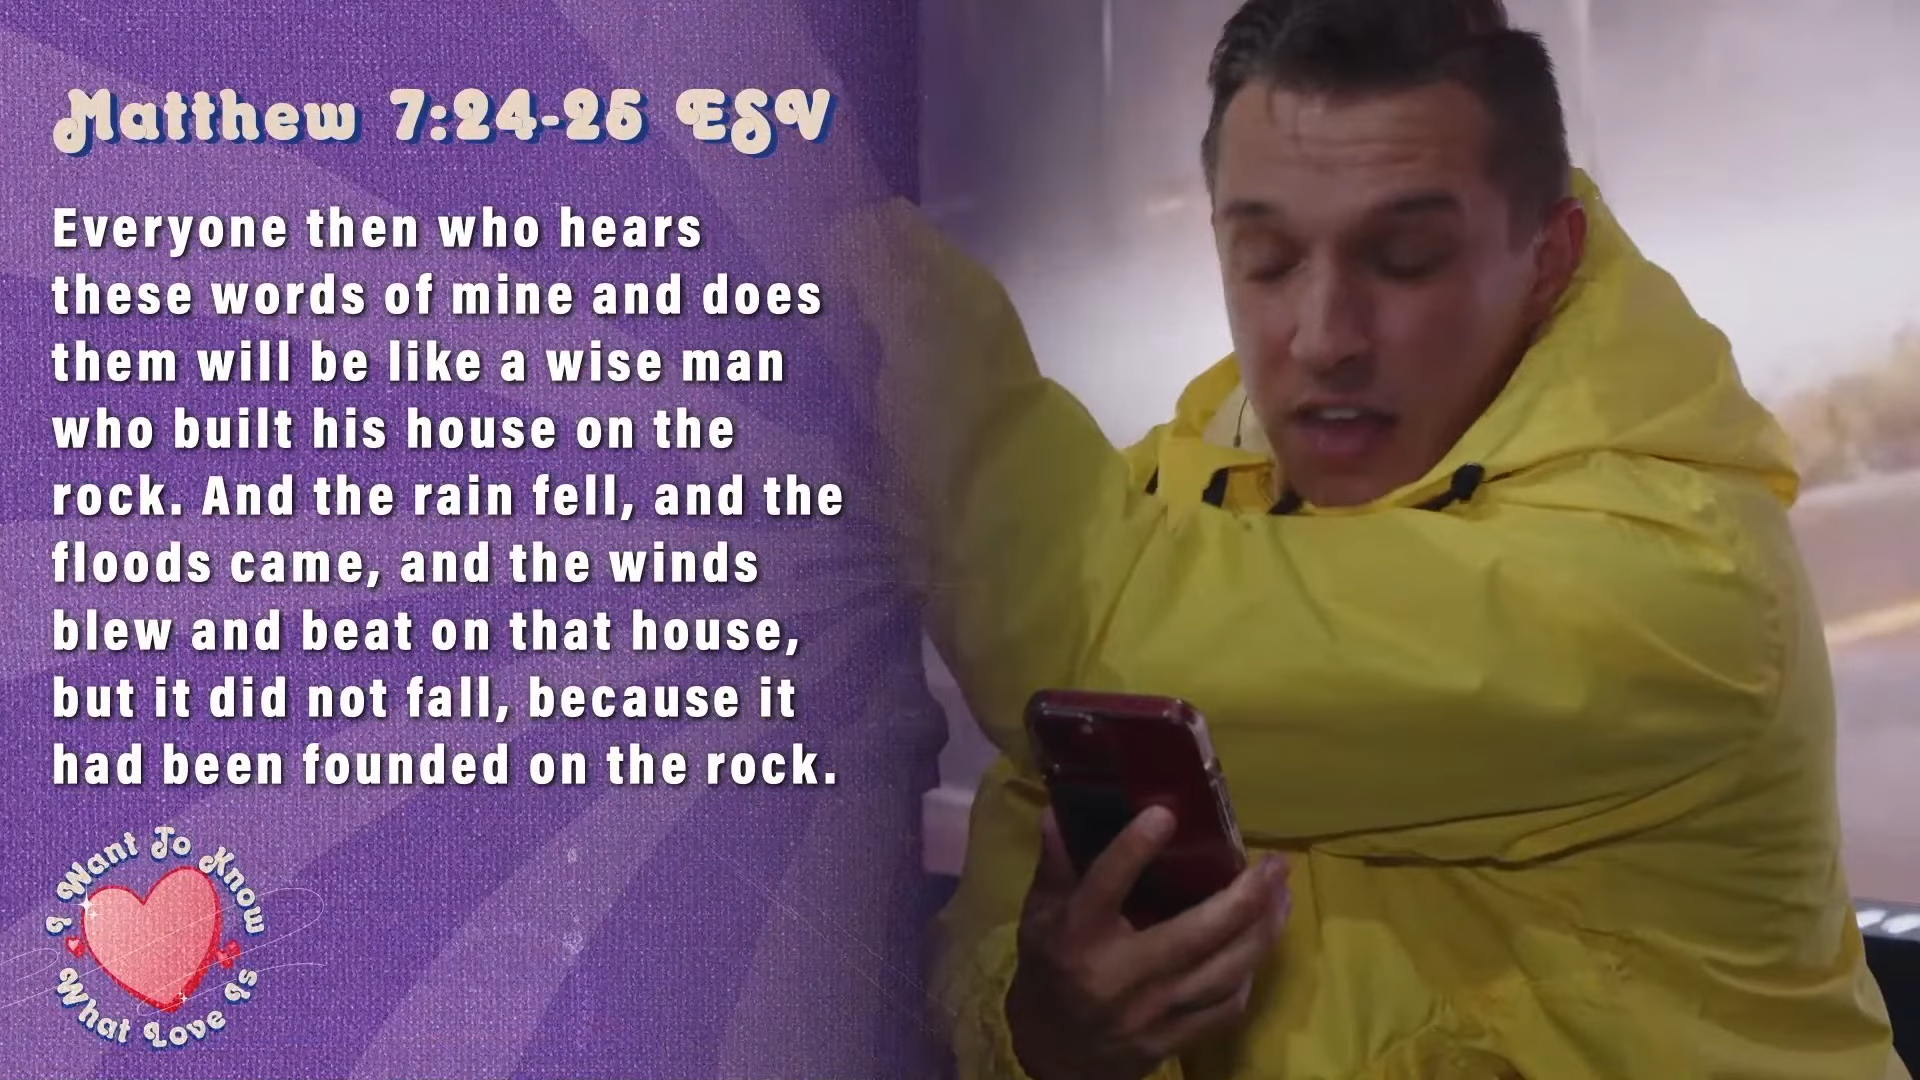 Matthew 7:24-25 ESV
Everyone then who hears
these words of mine and does
them will be like a wise man
who built his house on the
rock. And the rain fell, and the
floods came, and the winds
blew and beat on that house,
but it did not fall, because it
had been founded on the rock.
I Want To Know
What Love Is